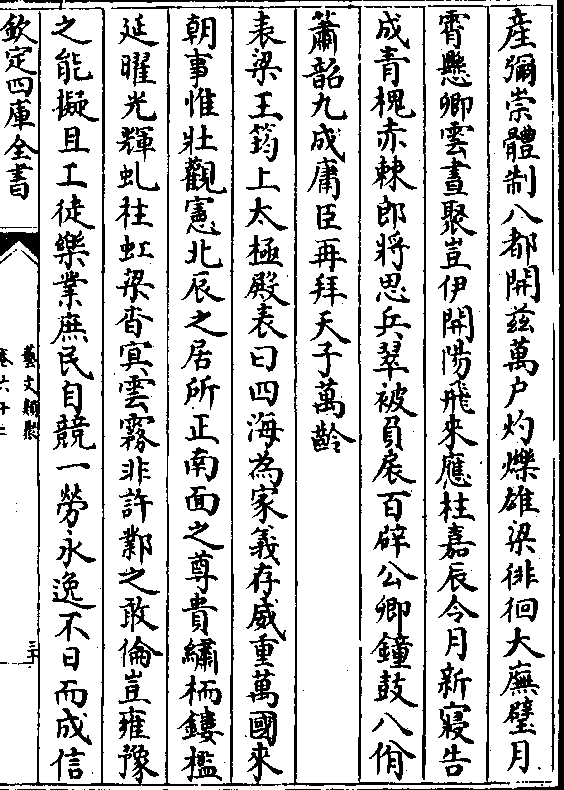 産彌崇體制八都開兹萬户灼爍雄梁徘徊大廡璧月
霄懸卿雲晝聚豈伊開陽飛來應柱嘉辰令月新寢告
成青槐赤棘郎將思兵翠被負扆百辟公卿鐘鼓八佾
蕭韶九成庸臣再拜天子萬齡
表梁王筠上太極殿表曰四海為家義存威重萬國來
朝事惟壯觀憲北辰之居所正南面之尊貴繡栭鏤檻
延曜光輝虬柱虹梁杳冥雲霧非許鄴之敢倫豈雍豫
之能擬且工徒樂業庶民自競一勞永逸不日而成信
欽定四庫全書
藝文類聚
卷六十二
三十